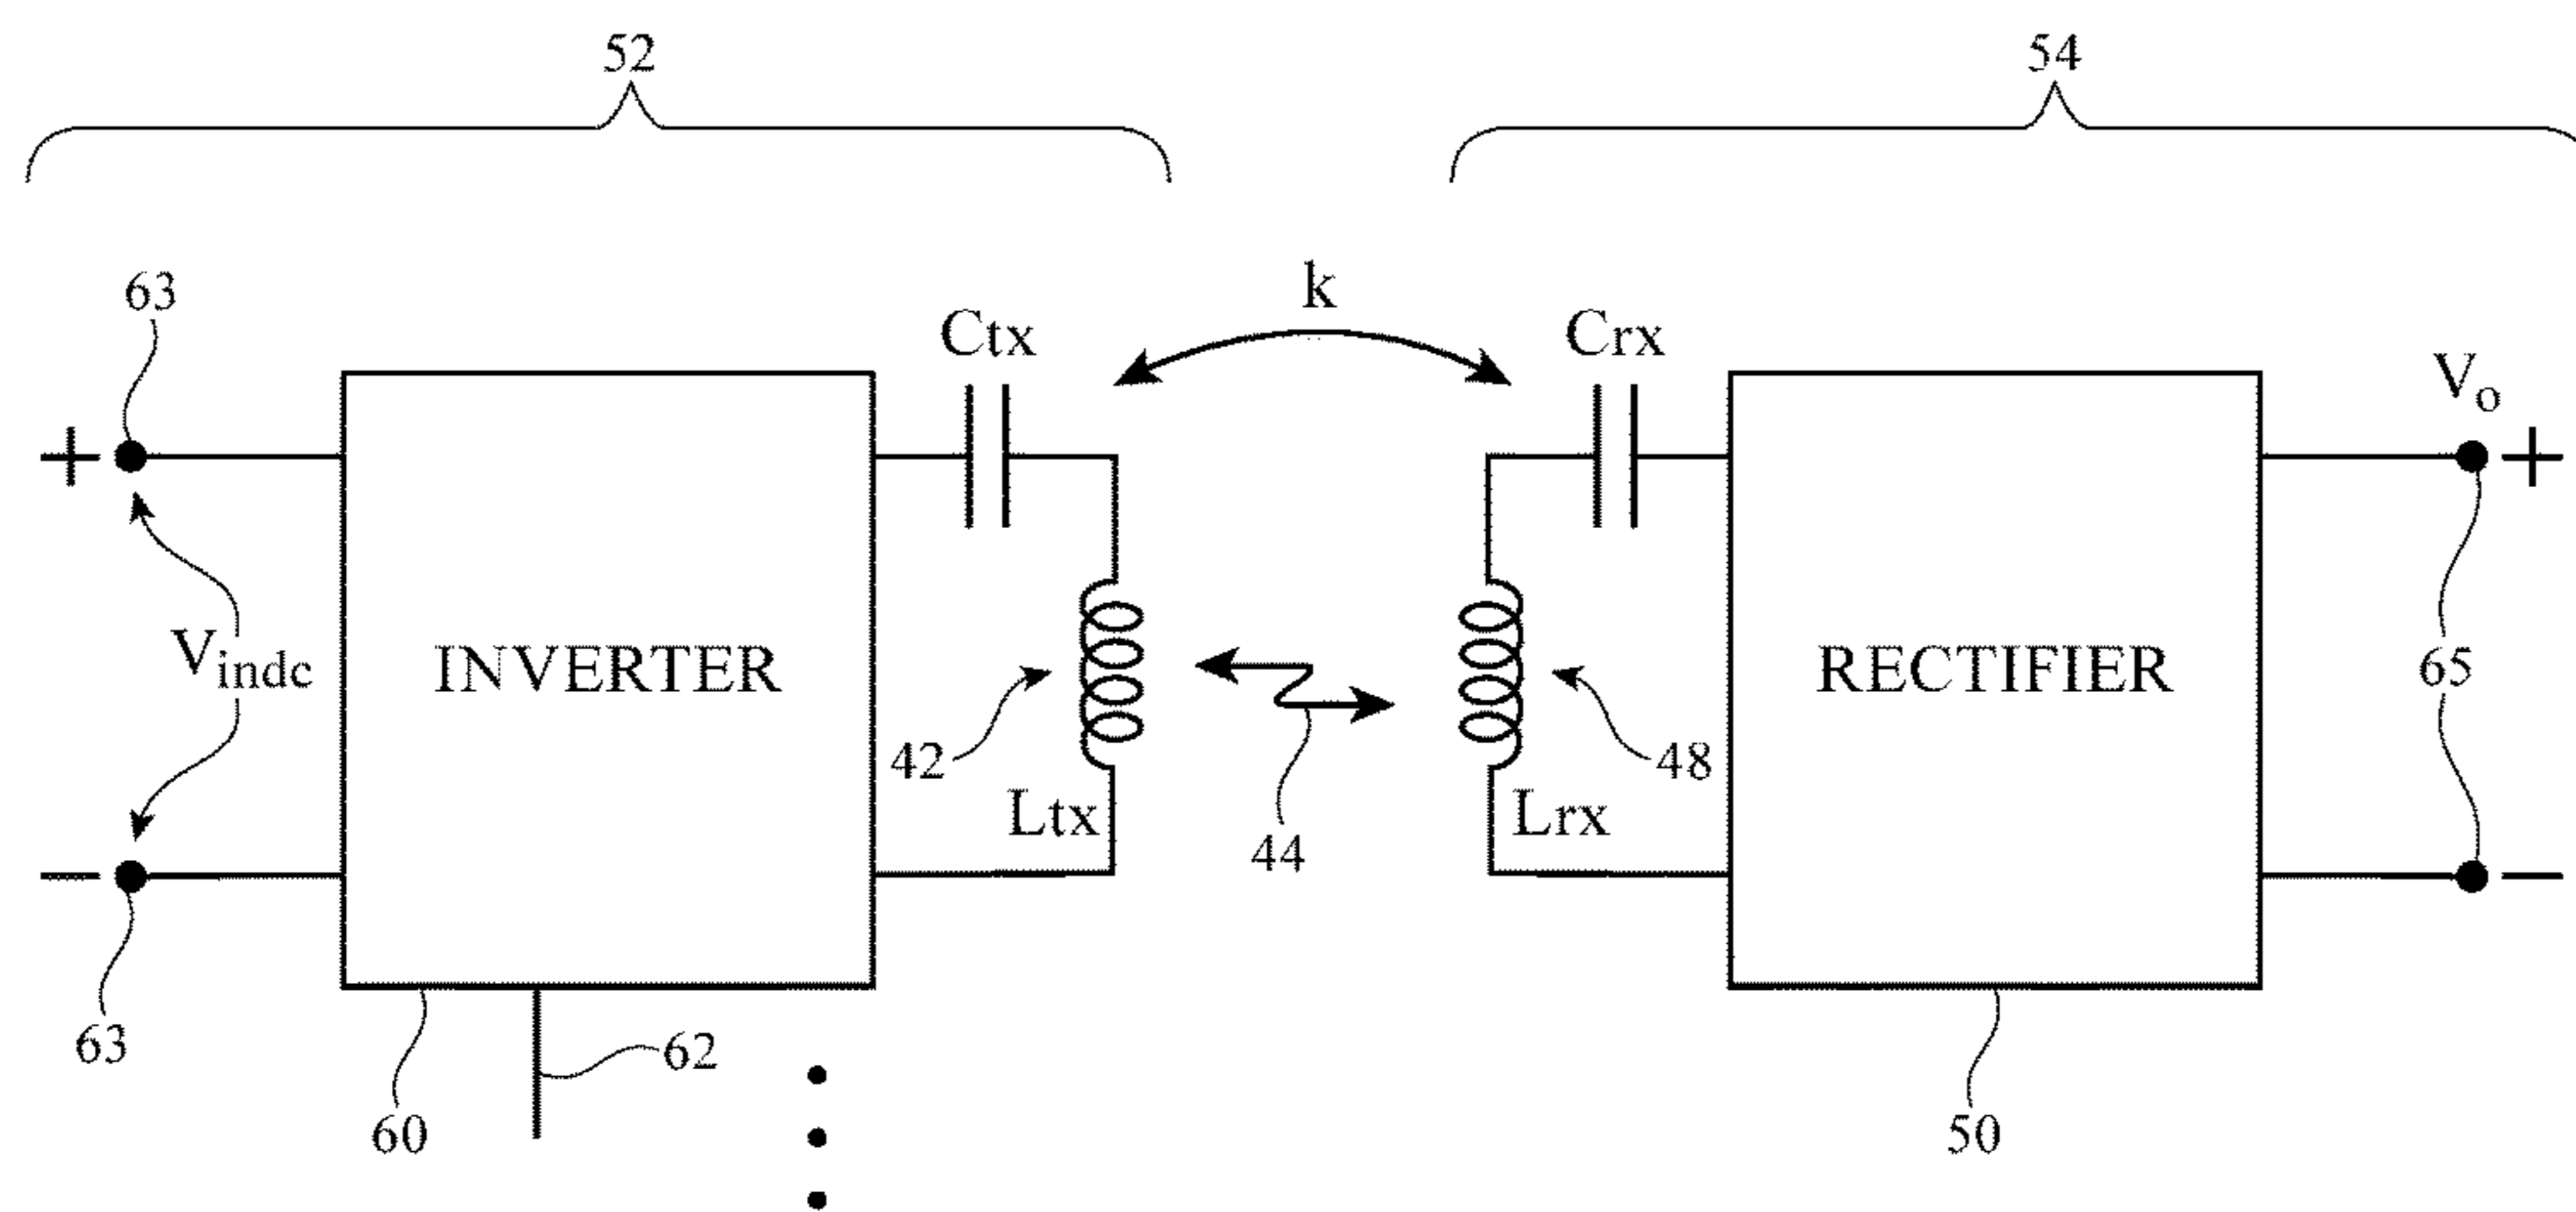 52
54
63
k
Ctx
Crx
Vo
+
+
Vindc
INVERTER
RECTIFIER
65
42
48
Ltx
Lrx
44
−
−
63
62
60
50